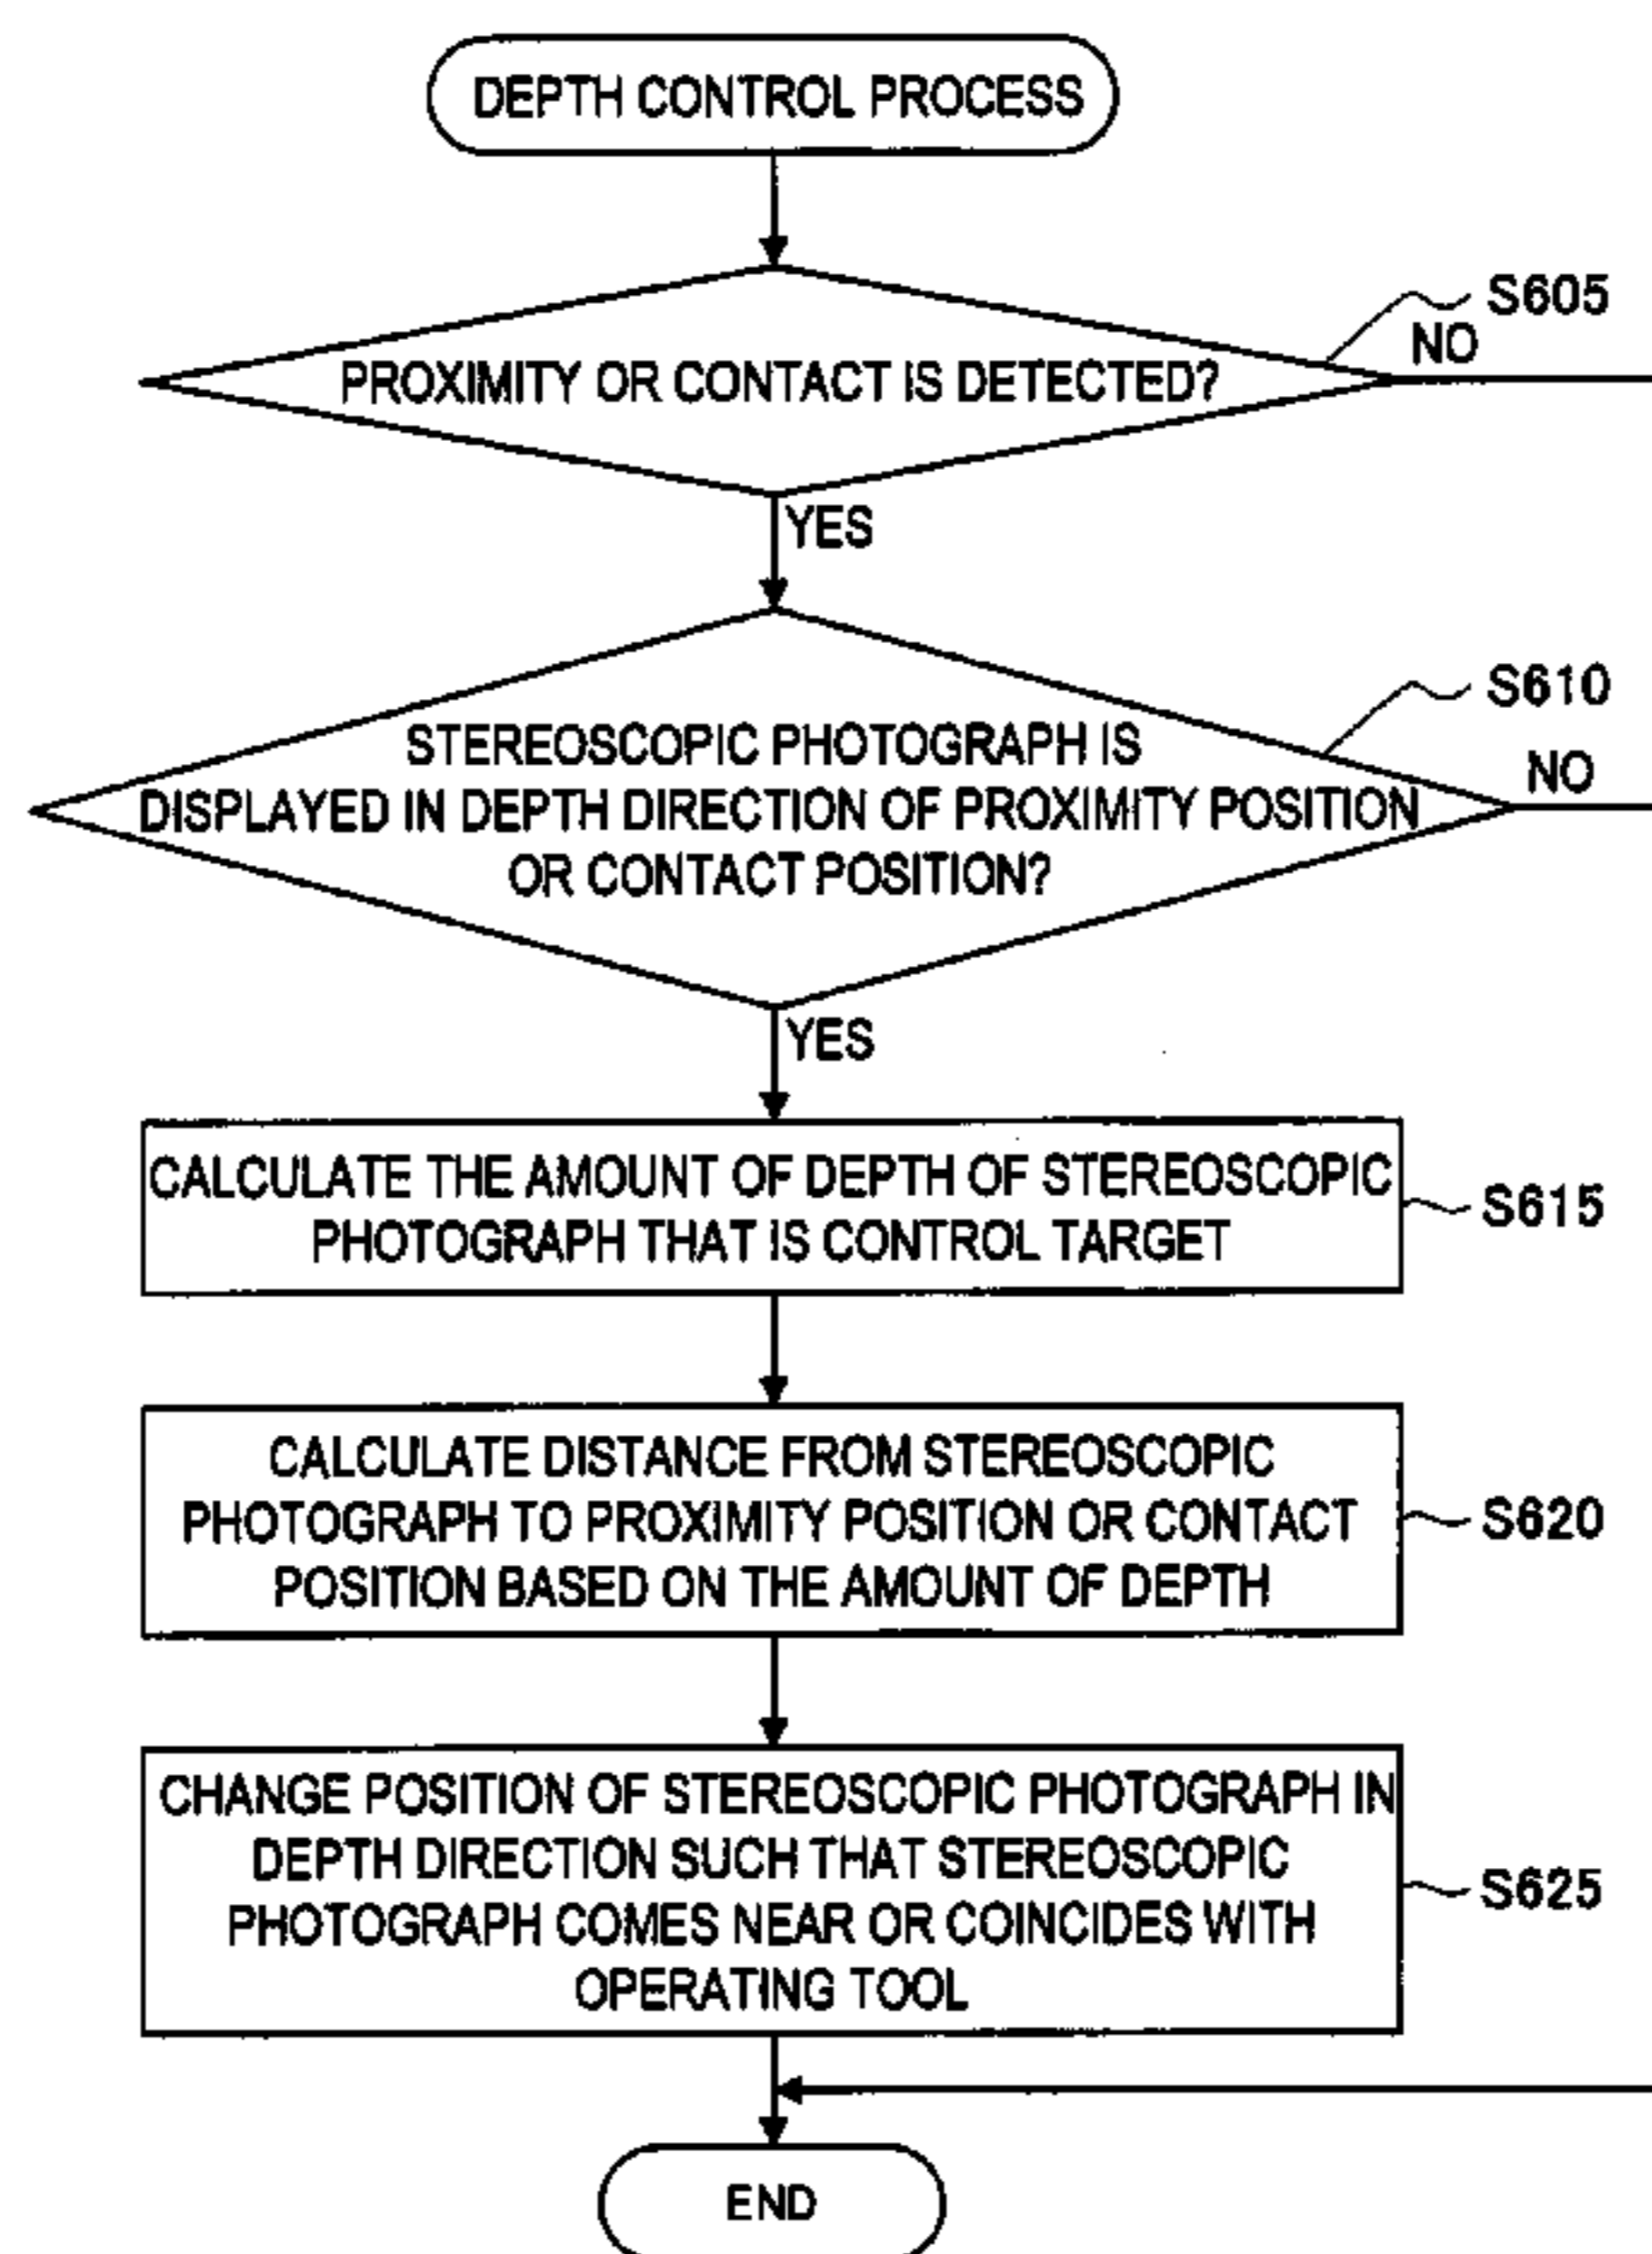 DEPTH CONTROL PROCESS
S605
NO
PROXIMITY OR CONTACT IS DETECTED?
YES
S610
NO
STEREOSCOPIC PHOTOGRAPH IS
DISPLAYED IN DEPTH DIRECTION OF PROXIMITY POSITION
OR CONTACT POSITION?
YES
CALCULATE THE AMOUNT OF DEPTH OF STEREOSCOPIC
PHOTOGRAPH THAT IS CONTROL TARGET
S615
CALCULATE DISTANCE FROM STEREOSCOPIC
PHOTOGRAPH TO PROXIMITY POSITION OR CONTACT
POSITION BASED ON THE AMOUNT OF DEPTH
S620
CHANGE POSITION OF STEREOSCOPIC PHOTOGRAPH IN
DEPTH DIRECTION SUCH THAT STEREOSCOPIC
PHOTOGRAPH COMES NEAR OR COINCIDES WITH
OPERATING TOOL
S625
END